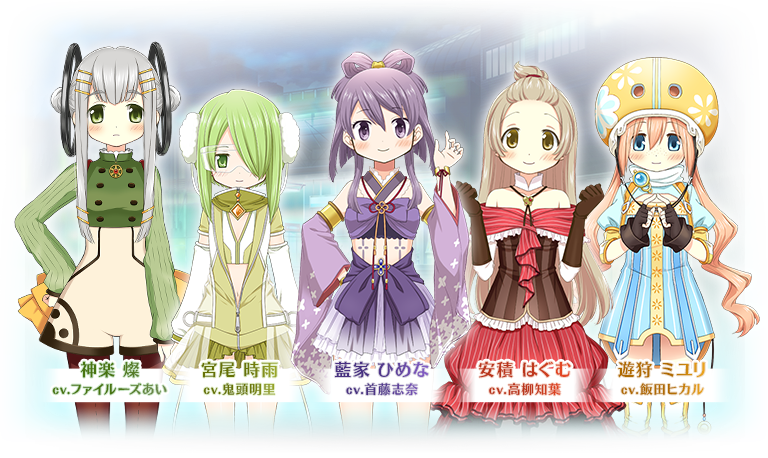 神楽 燦
cv.ファイルーズあい
宮尾 時雨
cv.鬼頭明里
藍家 ひめな
cv.首藤志奈
安積 はぐむ
cv.高柳知葉
遊狩 ミユリ
cv.飯田ヒカル